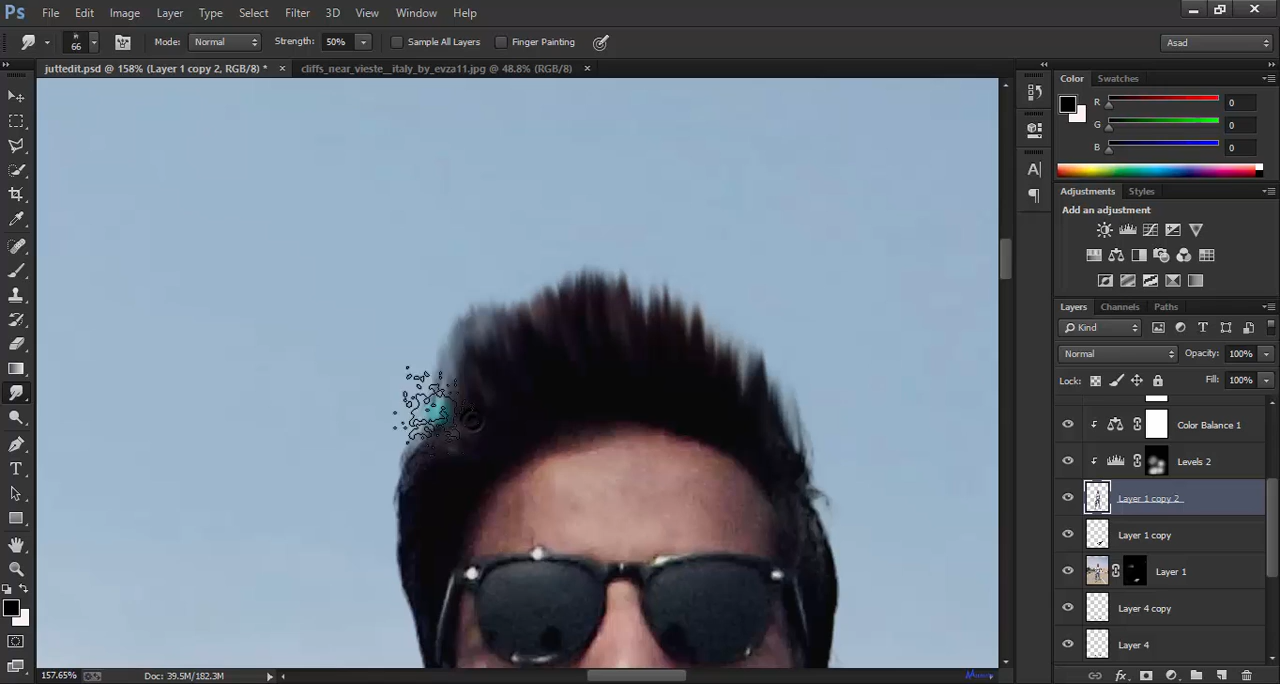 Ps File Edit Image Layer Type Select Filter 3D View Window Help
66 Mode: Normal Strength: 50% Sample All Layers Finger Painting Asad
juttedit.psd @ 158% (Layer 1 copy 2, RGB/8) * × cliffs_near_vieste__italy_by_evza11.jpg @ 48.8% (RGB/8) ×
Color Swatches
R 0
G 0
B 0
Adjustments Styles
Add an adjustment
Layers Channels Paths
Kind
Normal Opacity: 100%
Lock: Fill: 100%
Color Balance 1
Levels 2
Layer 1 copy 2
Layer 1 copy
Layer 1
Layer 4 copy
Layer 4
157.65% Doc: 39.5M/182.3M